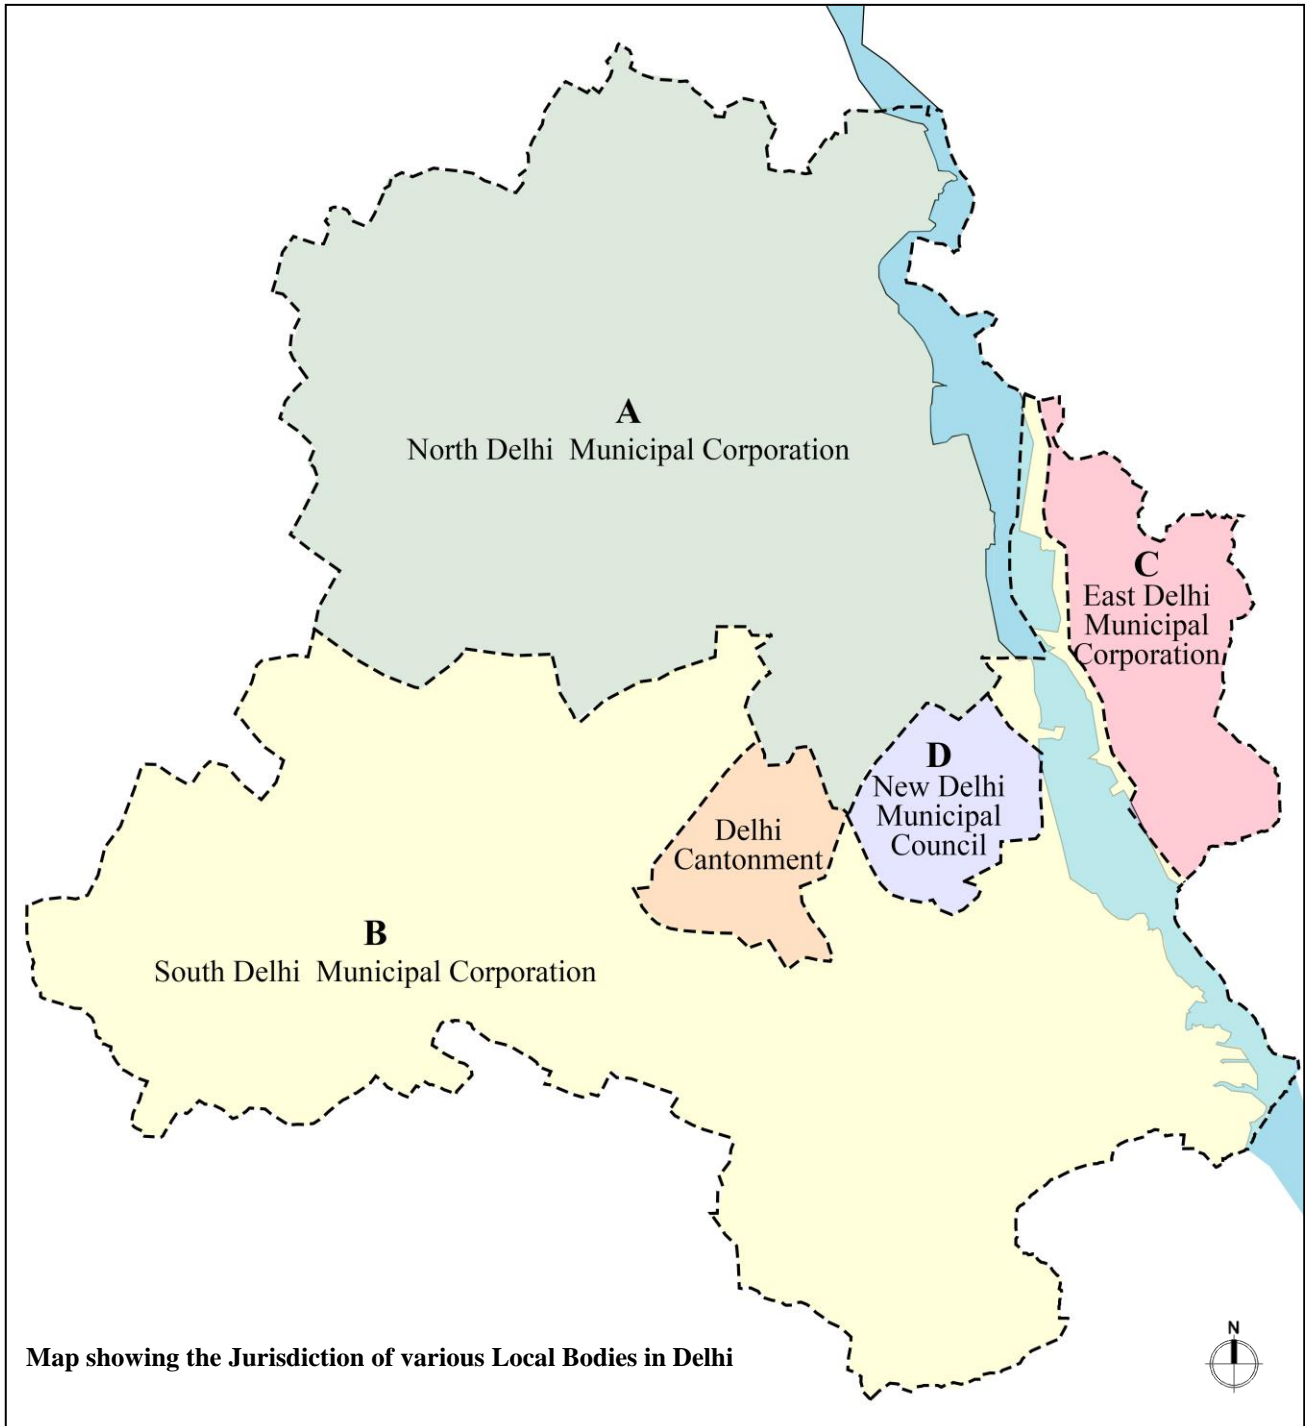 A
North Delhi  Municipal Corporation
C
East Delhi
Municipal
Corporation
D
New Delhi
Municipal
Council
Delhi
Cantonment
B
South Delhi  Municipal Corporation
N
Map showing the Jurisdiction of various Local Bodies in Delhi